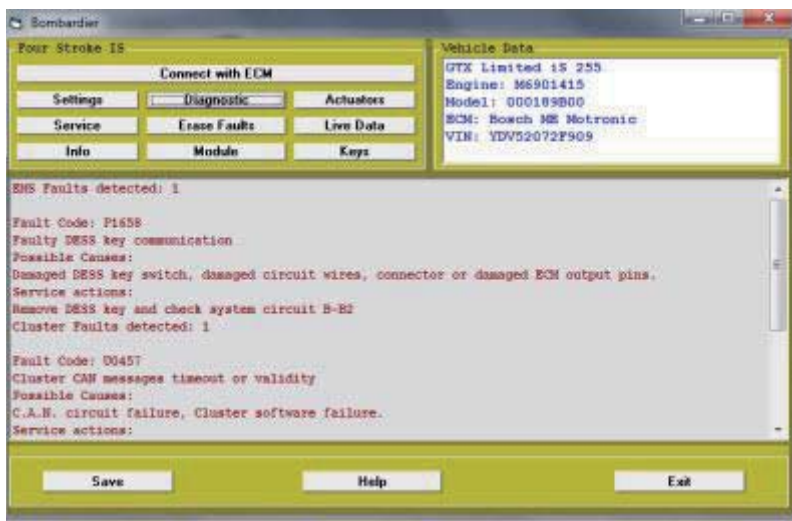 Bombardier
Four Stroke IS
Connect with ECM
Settings
Diagnostic
Actuators
Service
Erase Faults
Live Data
Info
Module
Keys
Vehicle Data
GTX Limited iS 255
Engine: M6901415
Model: 000189B00
ECM: Bosch ME Motronic
VIN: YDV52072F909
EMS Faults detected: 1
Fault Code: P1658
Faulty DESS key communication
Possible Causes:
Damaged DESS key switch, damaged circuit wires, connector or damaged ECM output pins.
Service actions:
Remove DESS key and check system circuit B-B2
Cluster Faults detected: 1
Fault Code: U0457
Cluster CAN messages timeout or validity
Possible Causes:
C.A.N. circuit failure, Cluster software failure.
Service actions:
Save
Help
Exit